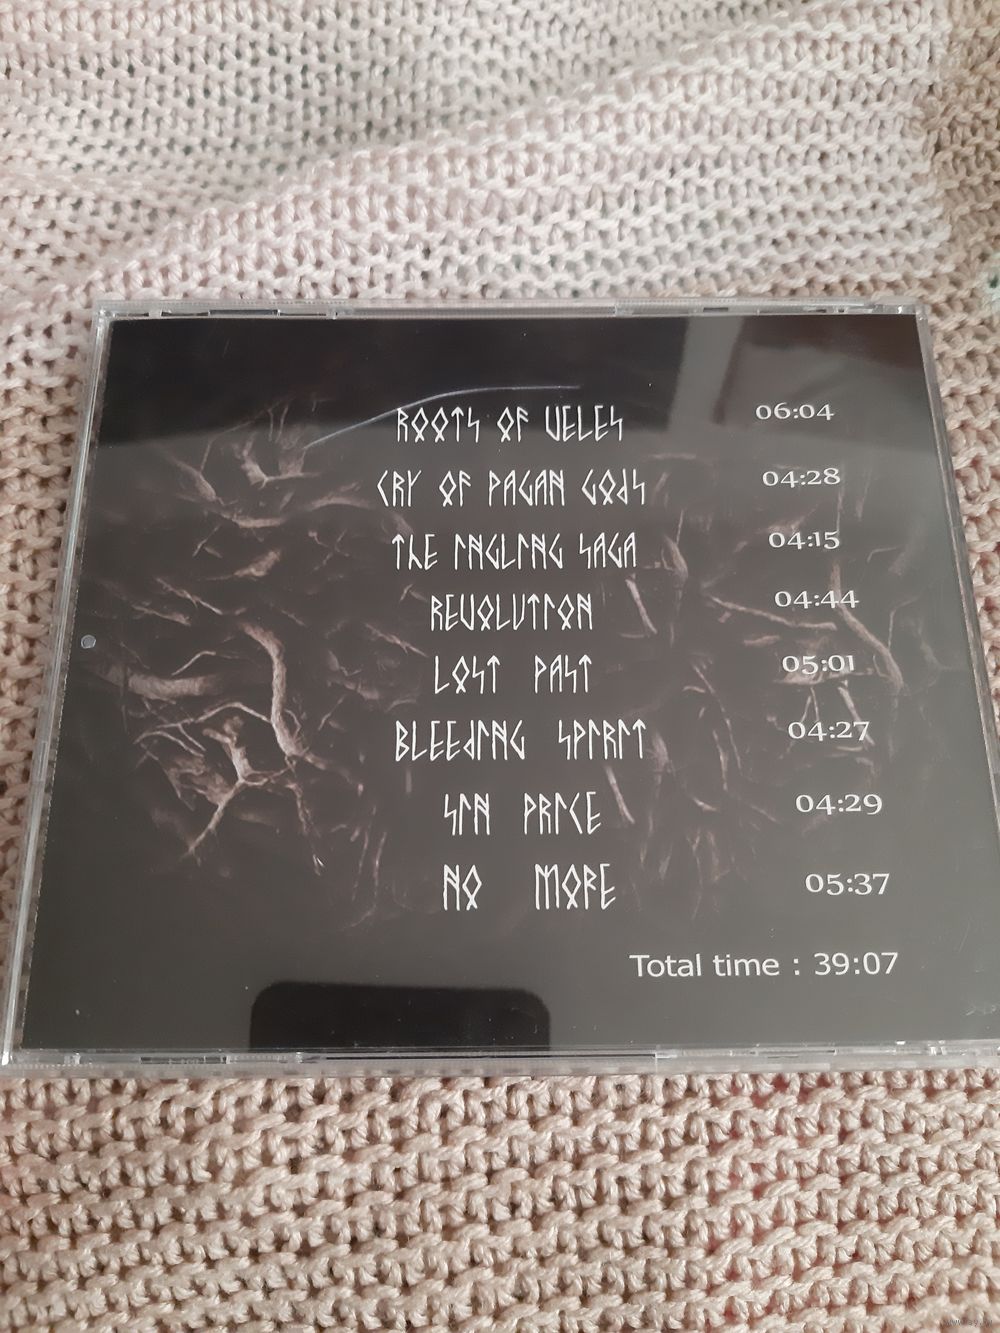 ROOTS OF VELES 06:04
CRY OF PAGAN GODS 04:28
THE INGLING SAGA 04:15
REVOLUTION 04:44
LOST PAST 05:01
BLEEDING SPIRIT 04:27
SIN PRICE 04:29
NO MORE 05:37
Total time : 39:07